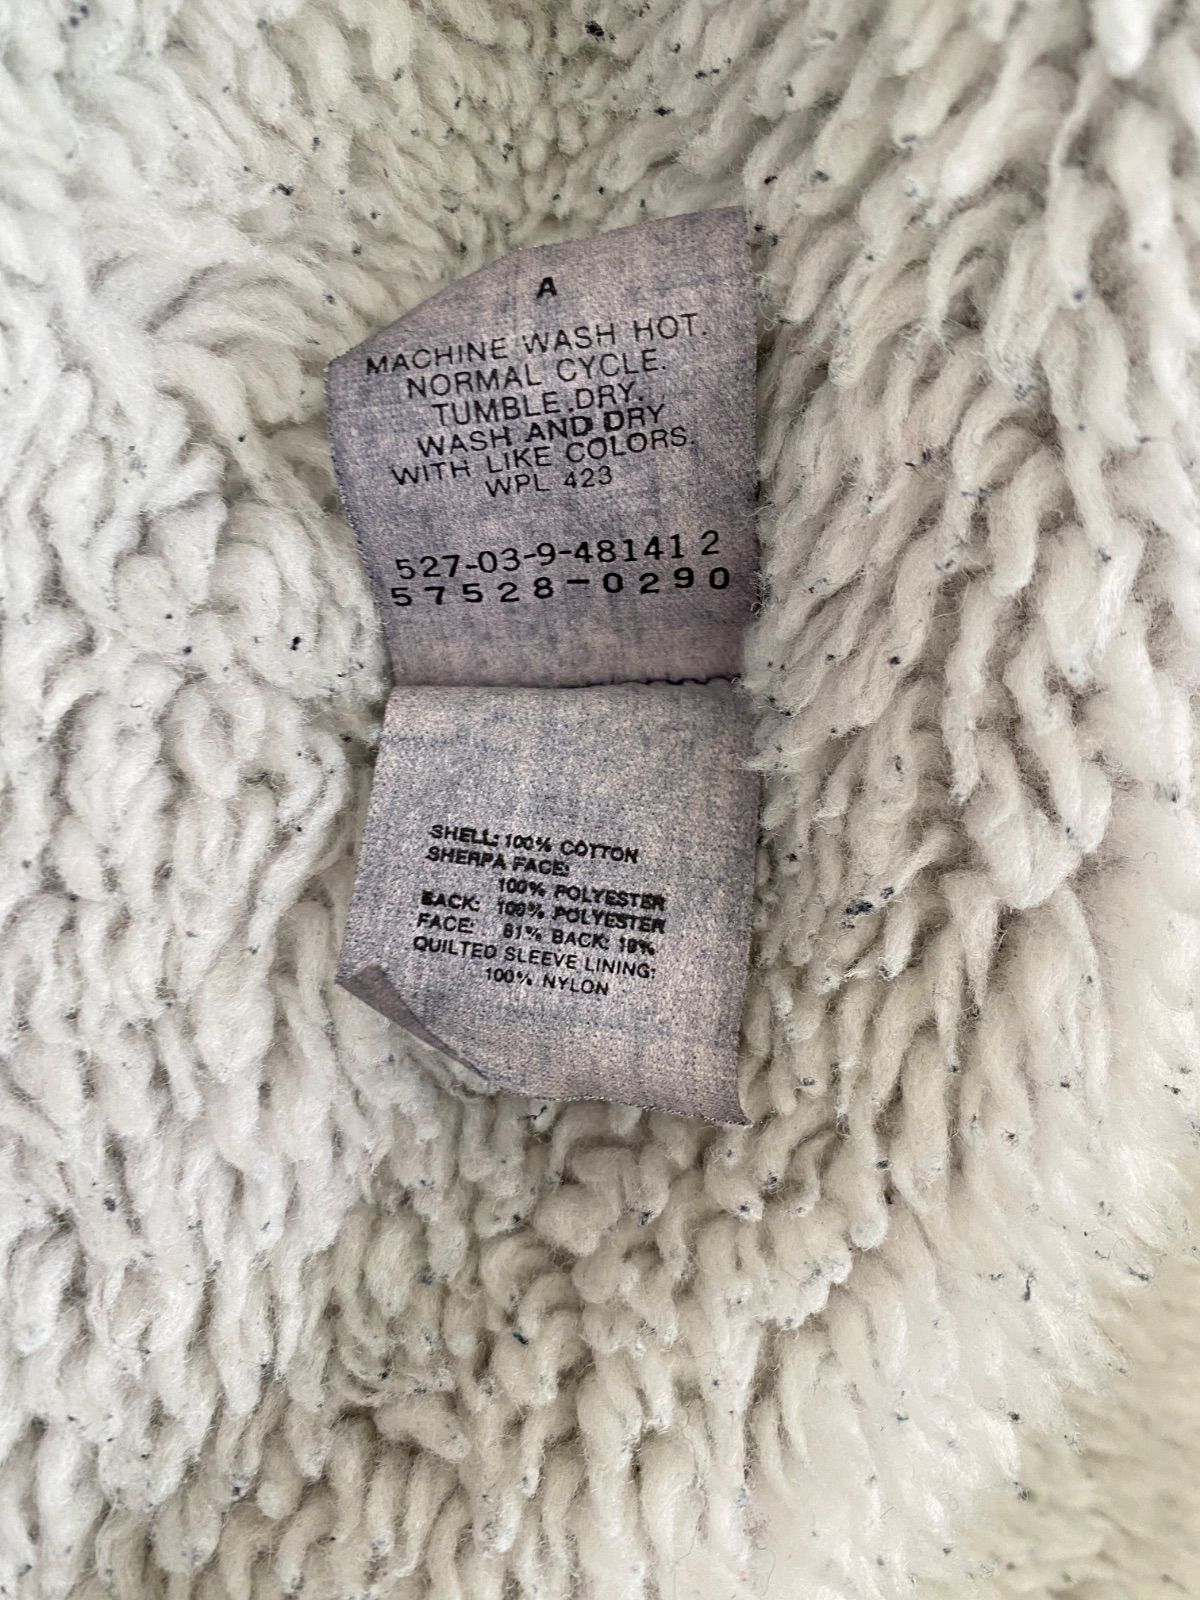 A
MACHINE WASH HOT.
NORMAL CYCLE.
TUMBLE DRY.
WASH AND DRY
WITH LIKE COLORS.
WPL 423
527-03-9-481412
57528-0290
SHELL: 100% COTTON
SHERPA FACE:
100% POLYESTER
BACK: 100% POLYESTER
FACE: 81% BACK: 19%
QUILTED SLEEVE LINING:
100% NYLON